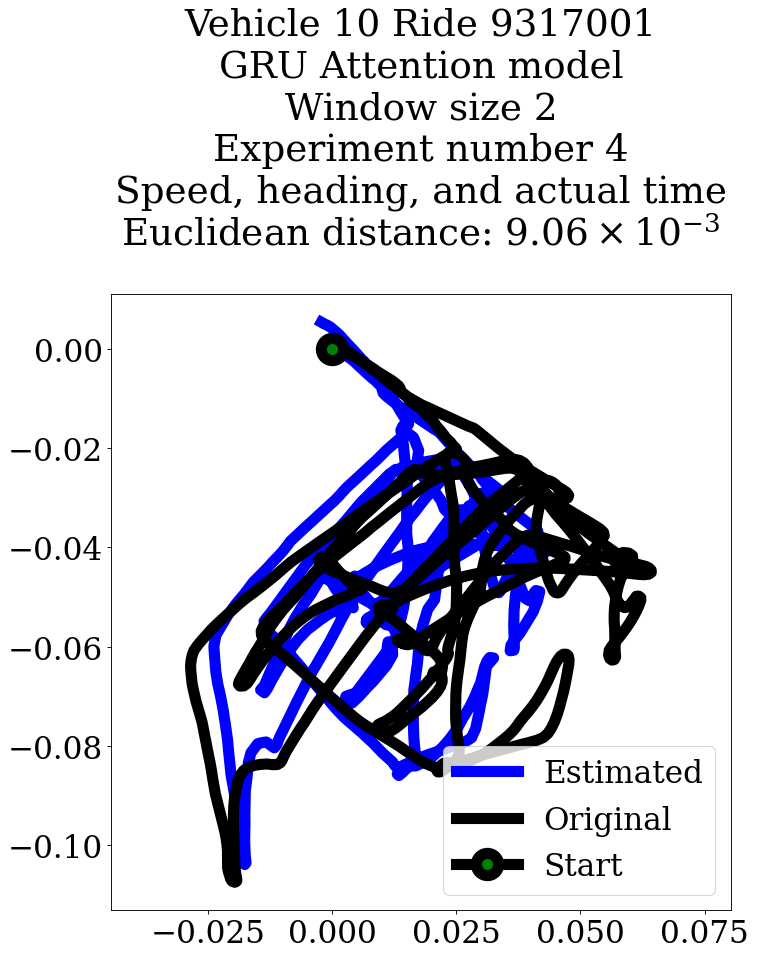 Vehicle 10 Ride 9317001
GRU Attention model
Window size 2
Experiment number 4
Speed, heading, and actual time
Euclidean distance: 9.06 × 10⁻³
0.00
−0.02
−0.04
−0.06
−0.08
−0.10
Estimated
Original
Start
−0.025 0.000 0.025 0.050 0.075